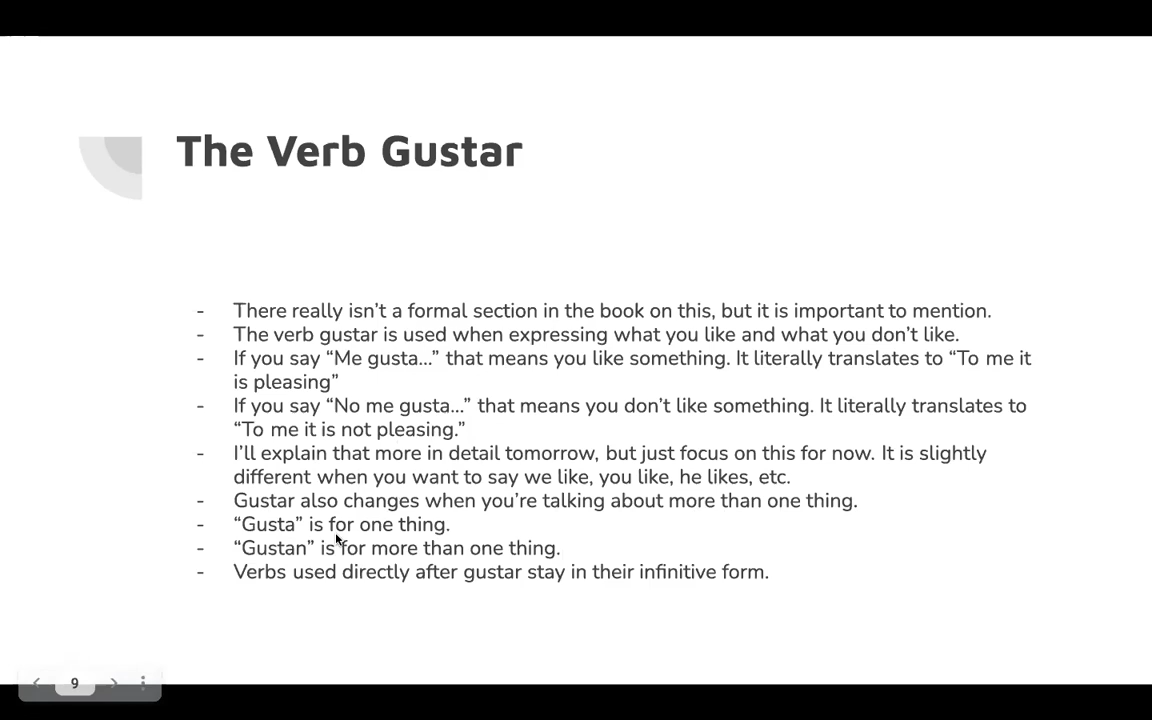 The Verb Gustar
- There really isn’t a formal section in the book on this, but it is important to mention.
- The verb gustar is used when expressing what you like and what you don’t like.
- If you say “Me gusta…” that means you like something. It literally translates to “To me it
is pleasing”
- If you say “No me gusta…” that means you don’t like something. It literally translates to
“To me it is not pleasing.”
- I’ll explain that more in detail tomorrow, but just focus on this for now. It is slightly
different when you want to say we like, you like, he likes, etc.
- Gustar also changes when you’re talking about more than one thing.
- “Gusta” is for one thing.
- “Gustan” is for more than one thing.
- Verbs used directly after gustar stay in their infinitive form.
9